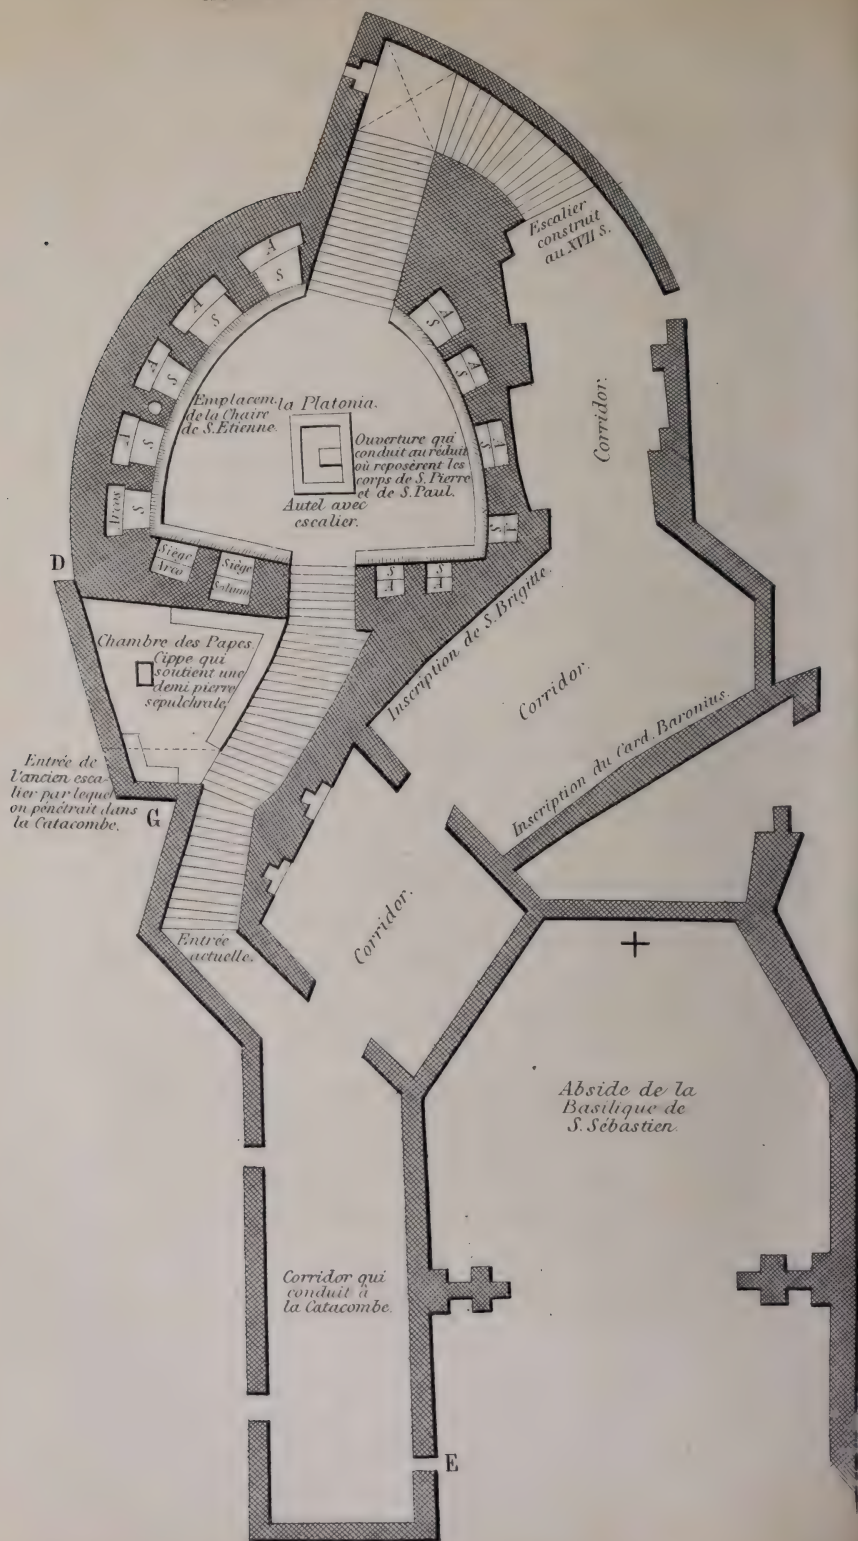 Escalier
construit
au XVII S.
A
S
A
S
A
S
A
S
Arcos
S
A
S
A
S
A
S
A
S
Emplacem.
de la Chaire
de S. Etienne.
la Platonia.
Ouverture qui
conduit au réduit
où reposèrent les
corps de S. Pierre
et de S. Paul.
Autel avec
escalier.
Corridor.
D
Siège
Arco
Siège
S
A
S
A
Chambre des Papes.
Cippe qui
soutient une
demi pierre
sepulchrale
Inscription de S. Brigitte.
Corridor.
Inscription du Card. Baronius.
Entrée de
l'ancien esca-
lier par lequel
on pénétrait dans
la Catacombe.
G
Entrée
actuelle.
Corridor.
+
Abside de la
Basilique de
S. Sébastien.
Corridor qui
conduit à
la Catacombe.
E